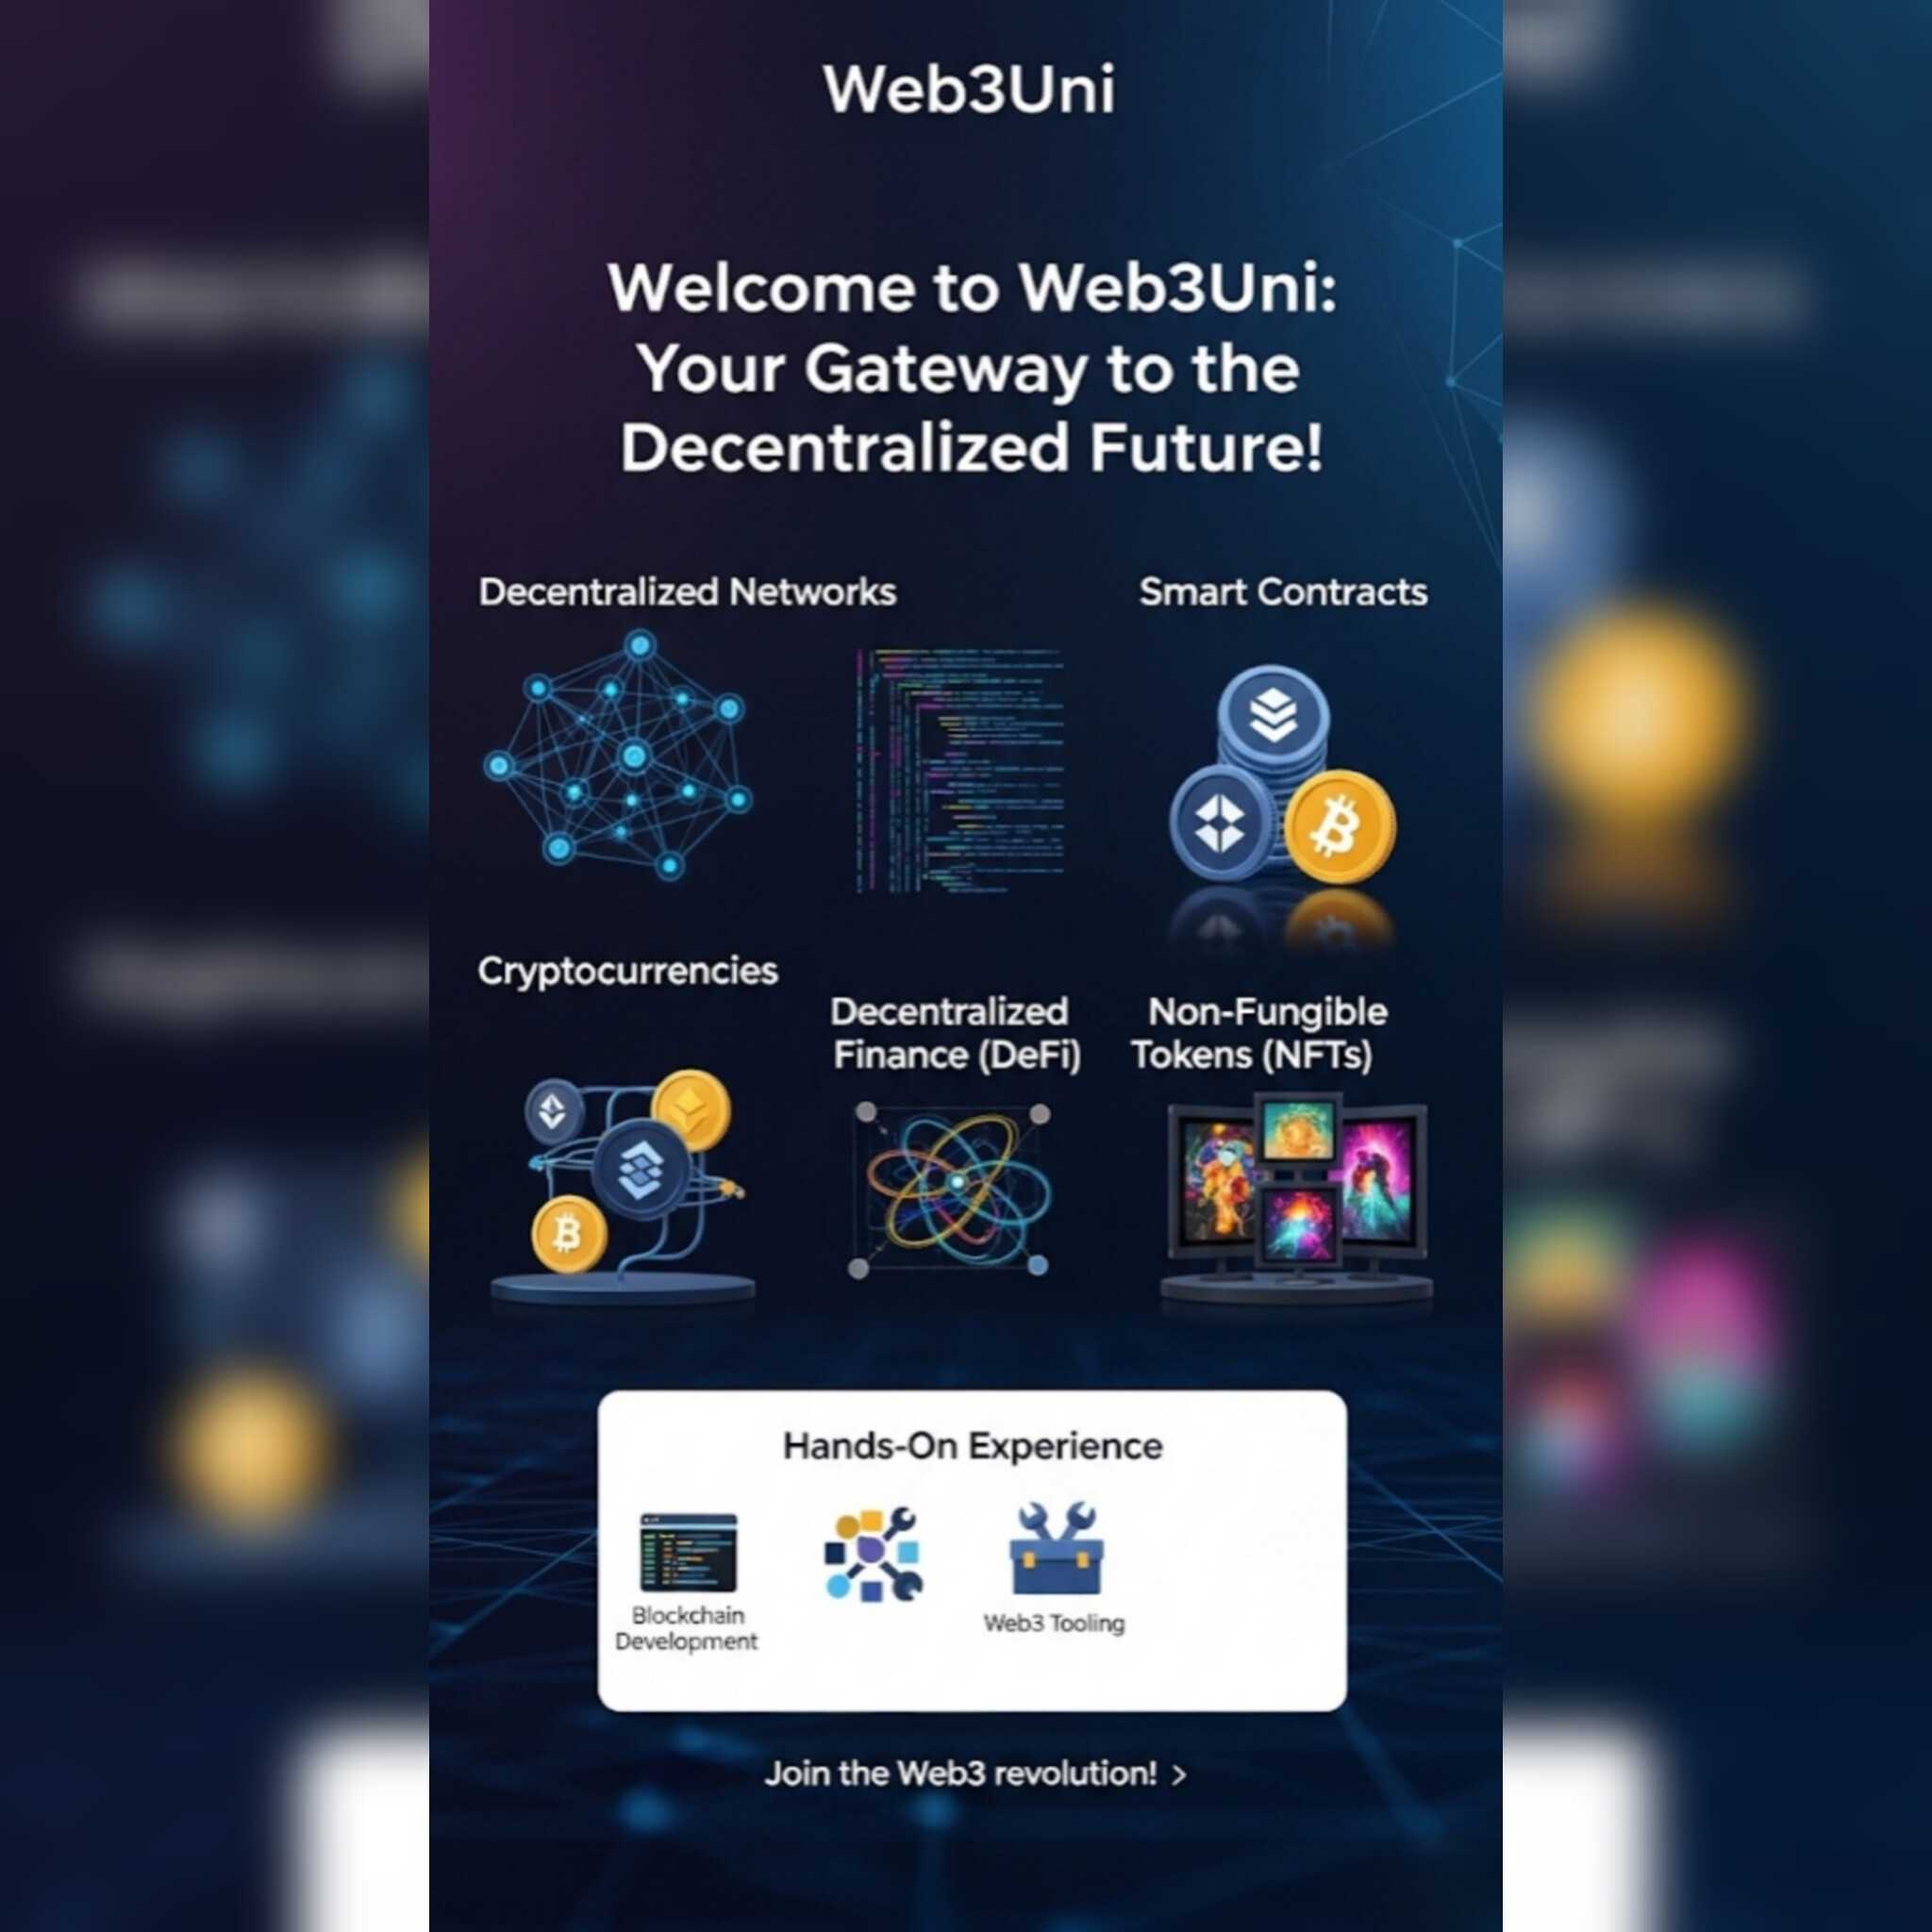 Web3Uni
Welcome to Web3Uni:
Your Gateway to the
Decentralized Future!
Decentralized Networks
Smart Contracts
Cryptocurrencies
Decentralized
Finance (DeFi)
Non-Fungible
Tokens (NFTs)
Hands-On Experience
Blockchain
Development
Web3 Tooling
Join the Web3 revolution! >